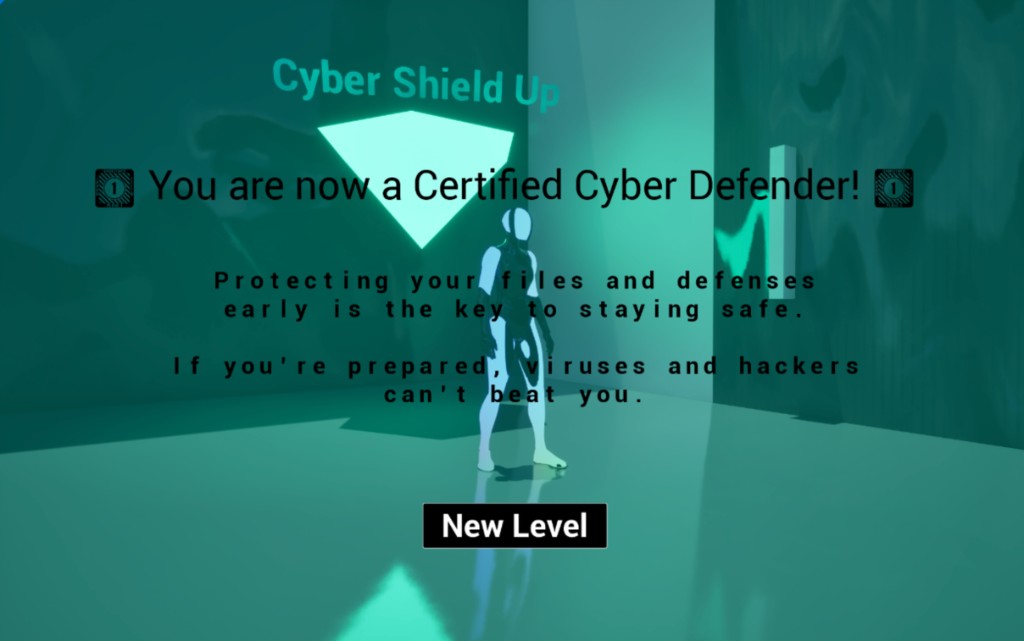 Cyber Shield Up
You are now a Certified Cyber Defender!
Protecting your files and defenses
early is the key to staying safe.
If you're prepared, viruses and hackers
can't beat you.
New Level